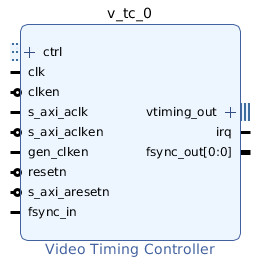 v_tc_0
ctrl
clk
clken
s_axi_aclk
vtiming_out
s_axi_aclken
irq
gen_clken
fsync_out[0:0]
resetn
s_axi_aresetn
fsync_in
Video Timing Controller